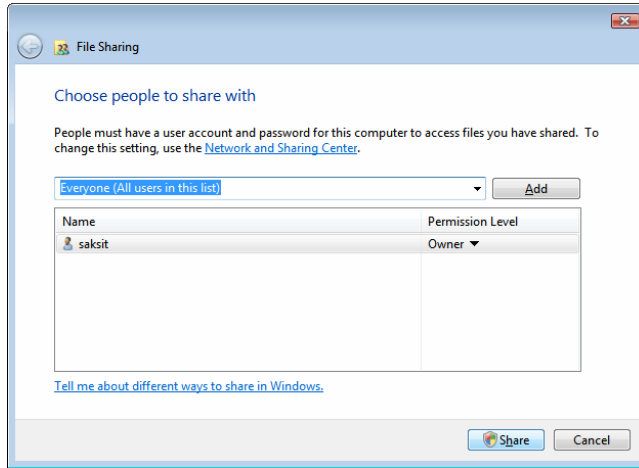 File Sharing
Choose people to share with
People must have a user account and password for this computer to access files you have shared. To
change this setting, use the Network and Sharing Center.
Everyone (All users in this list)
Add
Name Permission Level
saksit Owner
Tell me about different ways to share in Windows.
Share Cancel